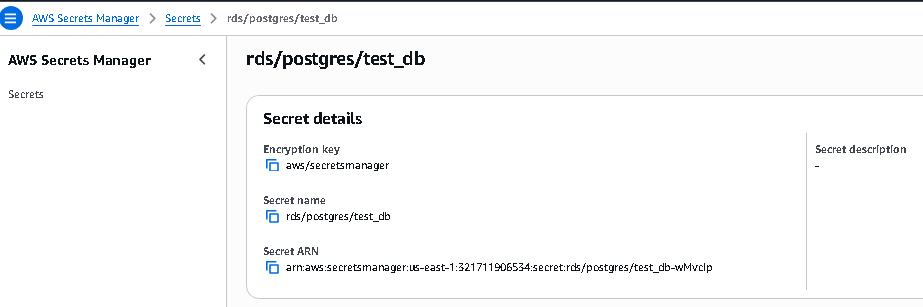 AWS Secrets Manager > Secrets > rds/postgres/test_db
AWS Secrets Manager
Secrets
rds/postgres/test_db
Secret details
Encryption key
aws/secretsmanager
Secret name
rds/postgres/test_db
Secret ARN
arn:aws:secretsmanager:us-east-1:321711906534:secret:rds/postgres/test_db-wMvclp
Secret description
-